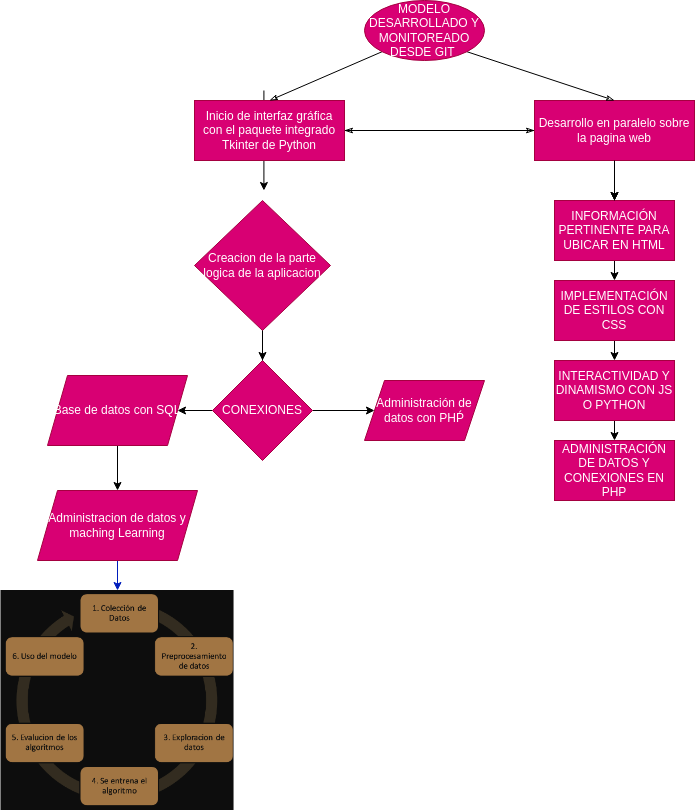 MODELO
DESARROLLADO Y
MONITOREADO
DESDE GIT
Inicio de interfaz gráfica
con el paquete integrado
Tkinter de Python
Desarrollo en paralelo sobre
la pagina web
Creacion de la parte
logica de la aplicacion
INFORMACIÓN
PERTINENTE PARA
UBICAR EN HTML
IMPLEMENTACIÓN
DE ESTILOS CON
CSS
INTERACTIVIDAD Y
DINAMISMO CON JS
O PYTHON
ADMINISTRACIÓN
DE DATOS Y
CONEXIONES EN
PHP
Base de datos con SQL
CONEXIONES
Administración de
datos con PHP
Administracion de datos y
maching Learning
1. Colección de
Datos
2.
Preprocesamiento
de datos
3. Exploracion de
datos
4. Se entrena el
algoritmo
5. Evalucion de los
algoritmos
6. Uso del modelo